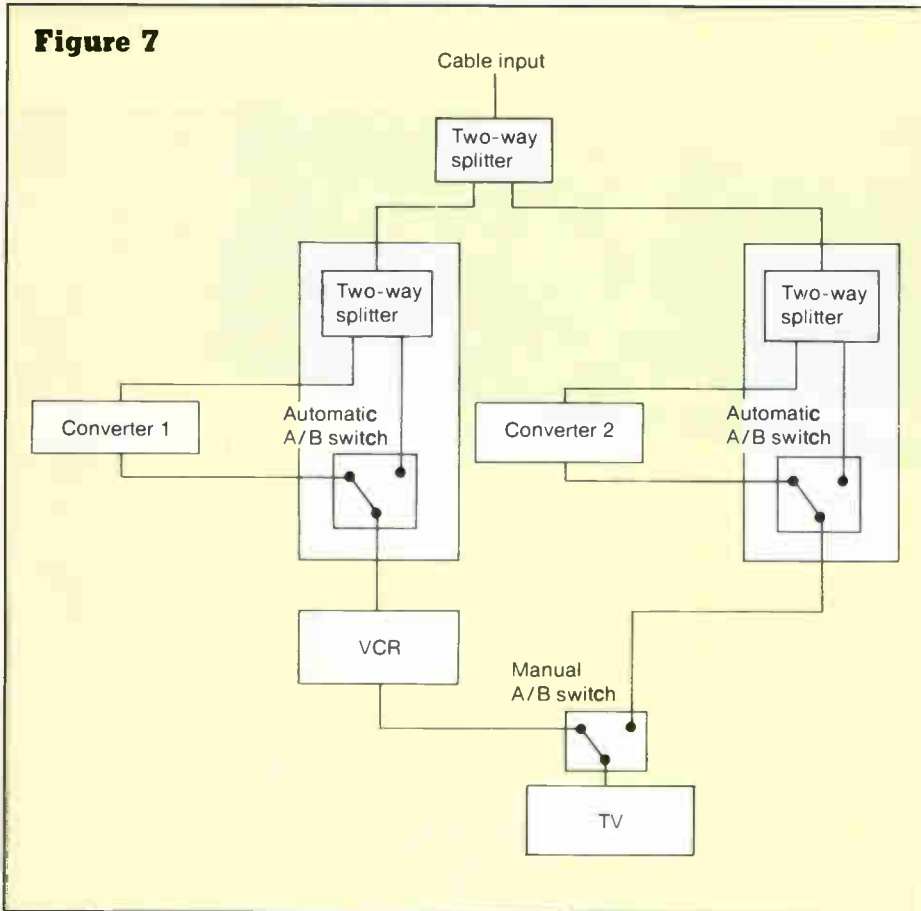 Figure 7
Cable input
Two-way
splitter
Two-way
splitter
Two-way
splitter
Converter 1
Automatic
A/B switch
Converter 2
Automatic
A/B switch
VCR
Manual
A/B switch
TV